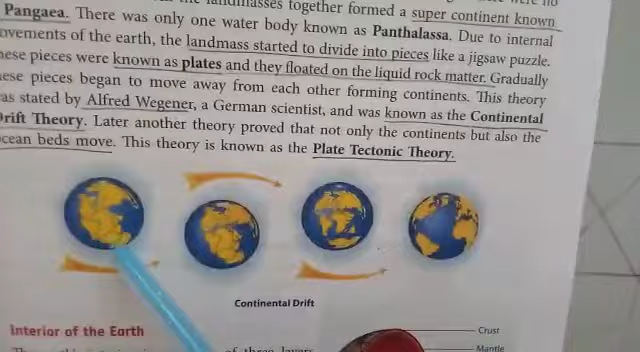 landmasses together formed a super continent known
Pangaea. There was only one water body known as Panthalassa. Due to internal
ovements of the earth, the landmass started to divide into pieces like a jigsaw puzzle.
hese pieces were known as plates and they floated on the liquid rock matter. Gradually
ese pieces began to move away from each other forming continents. This theory
as stated by Alfred Wegener, a German scientist, and was known as the Continental
Drift Theory. Later another theory proved that not only the continents but also the
cean beds move. This theory is known as the Plate Tectonic Theory.
Continental Drift
Interior of the Earth
Crust
Mantle
of three layers